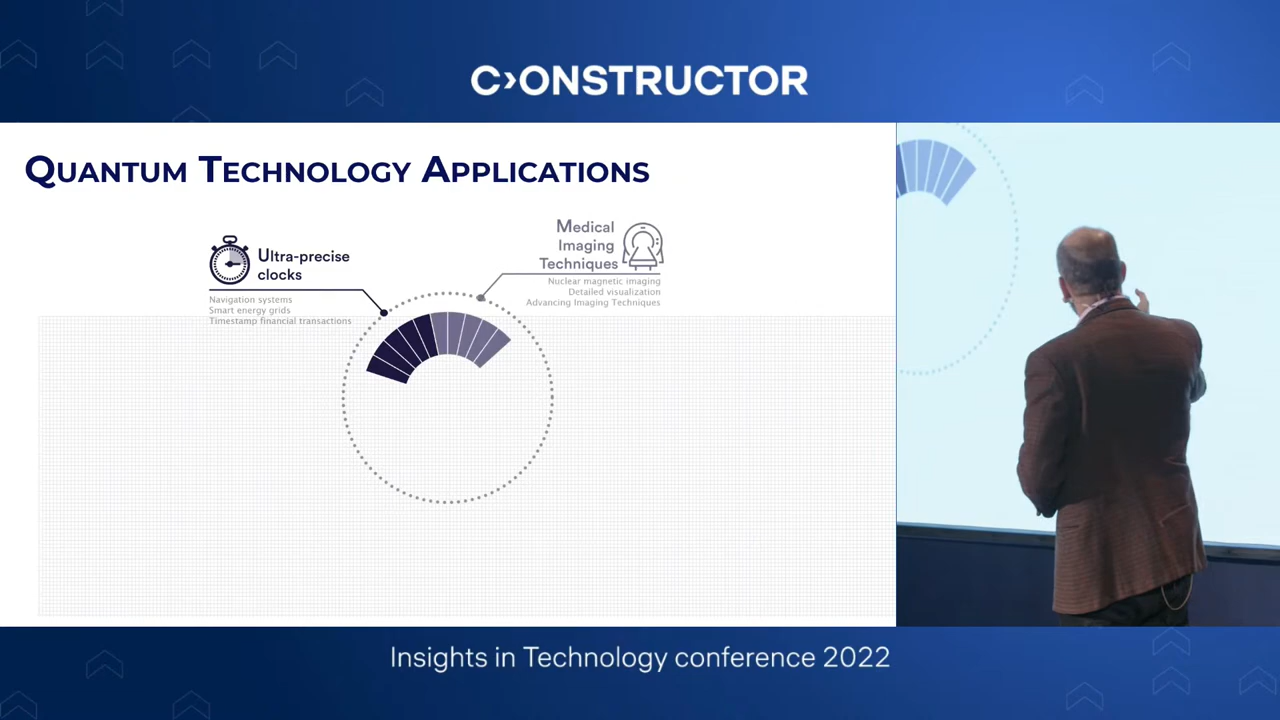 C›ONSTRUCTOR
QUANTUM TECHNOLOGY APPLICATIONS
Ultra-precise
clocks
Navigation systems
Smart energy grids
Timestamp financial transactions
Medical
Imaging
Techniques
Nuclear magnetic imaging
Detailed visualization
Advancing Imaging Techniques
Insights in Technology conference 2022